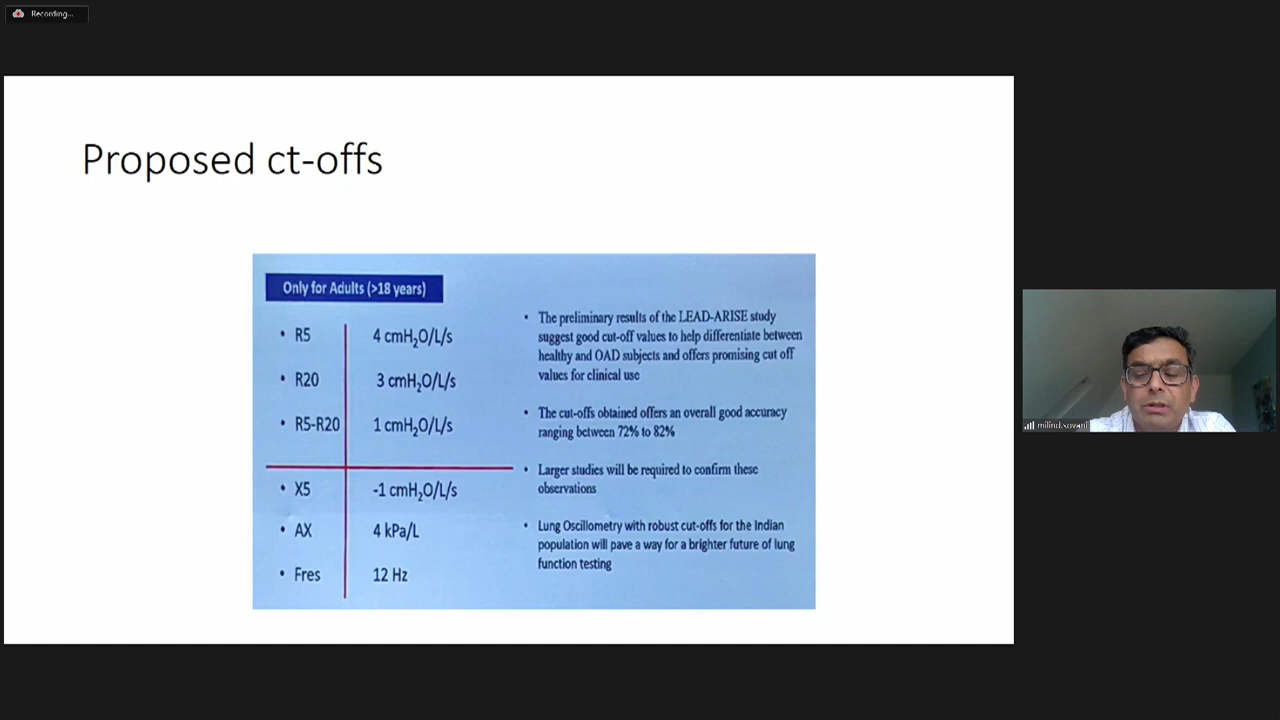 Recording...
Proposed ct-offs
Only for Adults (>18 years)
• R5 4 cmH₂O/L/s
• R20 3 cmH₂O/L/s
• R5-R20 1 cmH₂O/L/s
• X5 -1 cmH₂O/L/s
• AX 4 kPa/L
• Fres 12 Hz
• The preliminary results of the LEAD-ARISE study
suggest good cut-off values to help differentiate between
healthy and OAD subjects and offers promising cut off
values for clinical use
• The cut-offs obtained offers an overall good accuracy
ranging between 72% to 82%
• Larger studies will be required to confirm these
observations
• Lung Oscillometry with robust cut-offs for the Indian
population will pave a way for a brighter future of lung
function testing
milind.sovani